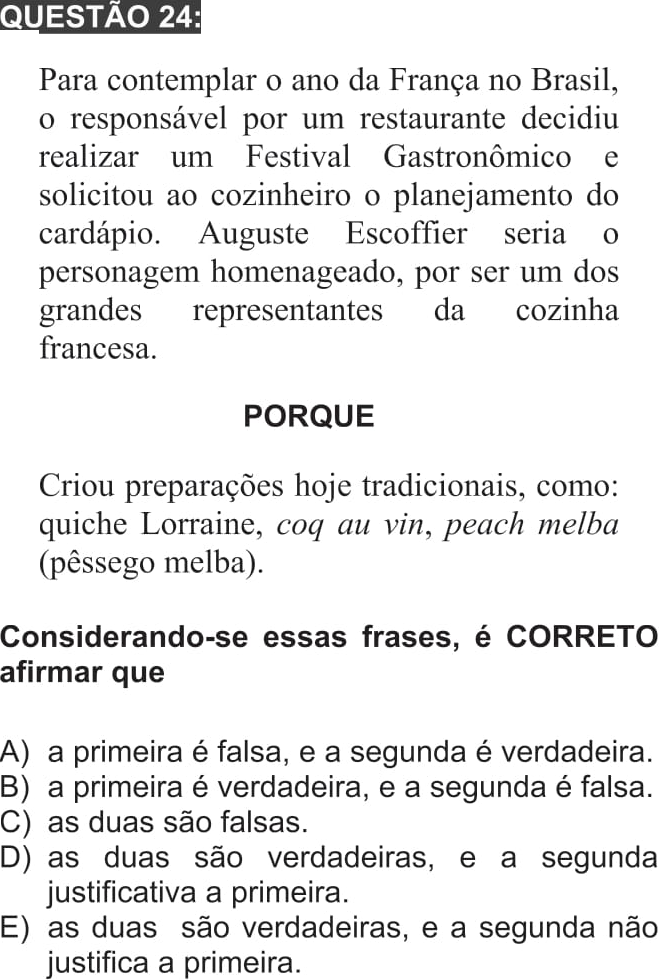 QUESTÃO 24:
Para contemplar o ano da França no Brasil,
o responsável por um restaurante decidiu
realizar um Festival Gastronômico e
solicitou ao cozinheiro o planejamento do
cardápio. Auguste Escoffier seria o
personagem homenageado, por ser um dos
grandes representantes da cozinha
francesa.
PORQUE
Criou preparações hoje tradicionais, como:
quiche Lorraine, coq au vin, peach melba
(pêssego melba).
Considerando-se essas frases, é CORRETO
afirmar que
A) a primeira é falsa, e a segunda é verdadeira.
B) a primeira é verdadeira, e a segunda é falsa.
C) as duas são falsas.
D) as duas são verdadeiras, e a segunda
justificativa a primeira.
E) as duas são verdadeiras, e a segunda não
justifica a primeira.